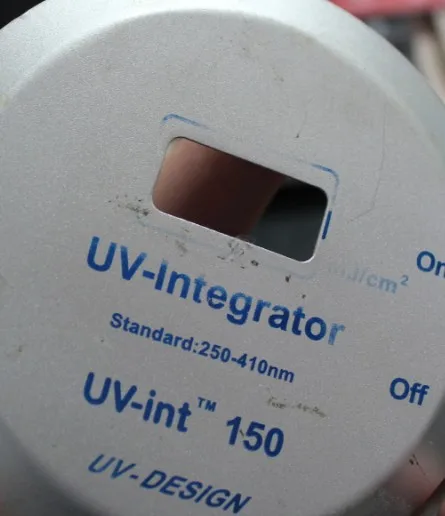 On
mJ/cm²
UV-Integrator
Standard:250-410nm
Off
UV-int™ 150
UV-DESIGN